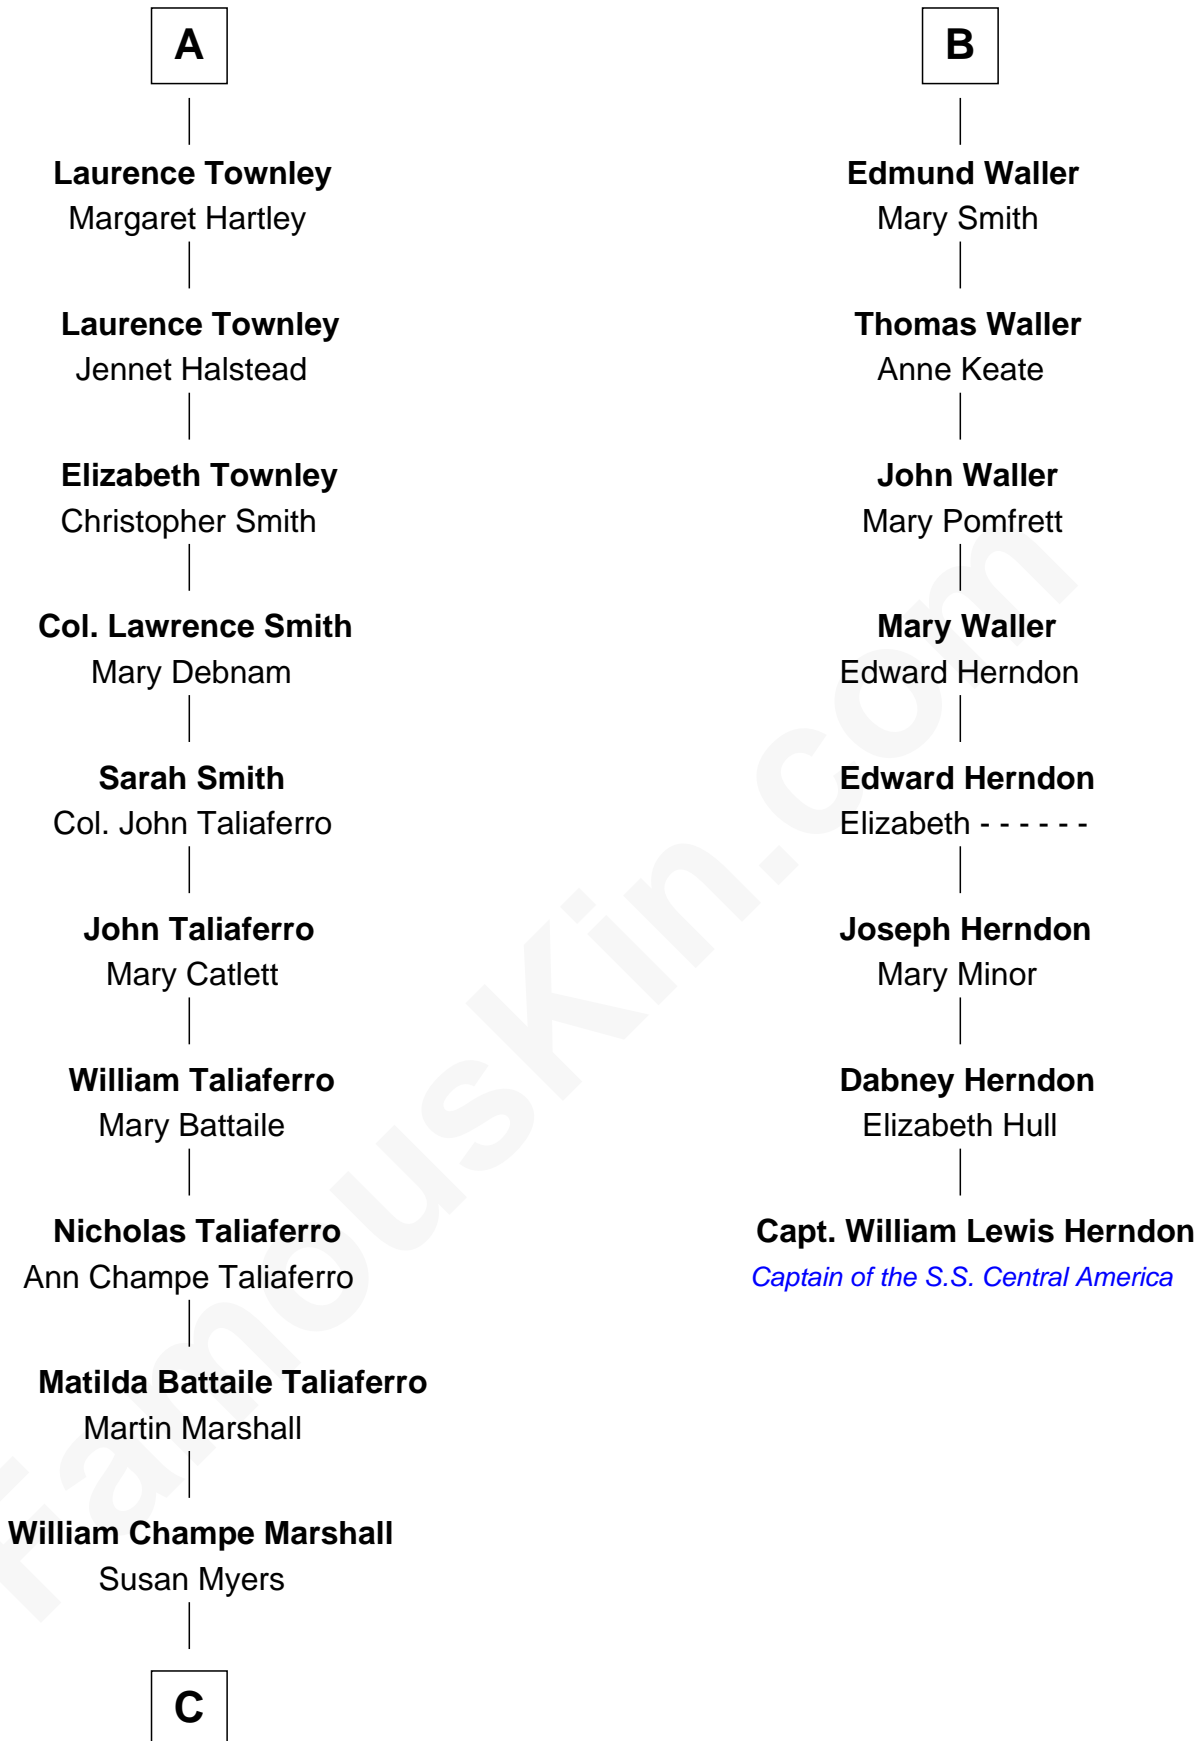 A
Laurence Townley
Margaret Hartley
Laurence Townley
Jennet Halstead
Elizabeth Townley
Christopher Smith
Col. Lawrence Smith
Mary Debnam
Sarah Smith
Col. John Taliaferro
John Taliaferro
Mary Catlett
William Taliaferro
Mary Battaile
Nicholas Taliaferro
Ann Champe Taliaferro
Matilda Battaile Taliaferro
Martin Marshall
William Champe Marshall
Susan Myers
C
B
Edmund Waller
Mary Smith
Thomas Waller
Anne Keate
John Waller
Mary Pomfrett
Mary Waller
Edward Herndon
Edward Herndon
Elizabeth - - - - - -
Joseph Herndon
Mary Minor
Dabney Herndon
Elizabeth Hull
Capt. William Lewis Herndon
Captain of the S.S. Central America
FamousKin.com